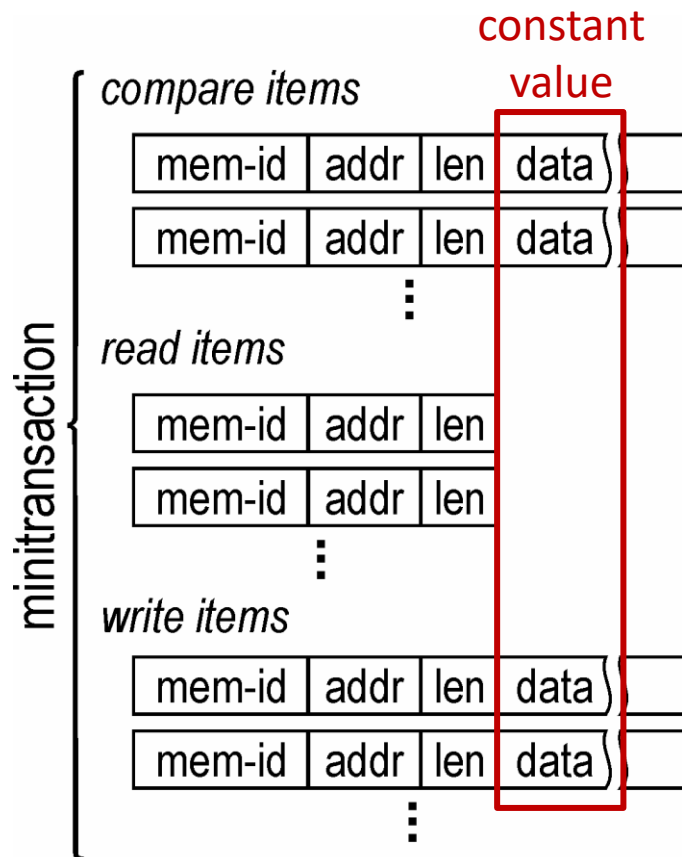 constant
value
compare items
mem-id addr len data
mem-id addr len data
⋮
read items
mem-id addr len
mem-id addr len
⋮
write items
mem-id addr len data
mem-id addr len data
⋮
minitransaction